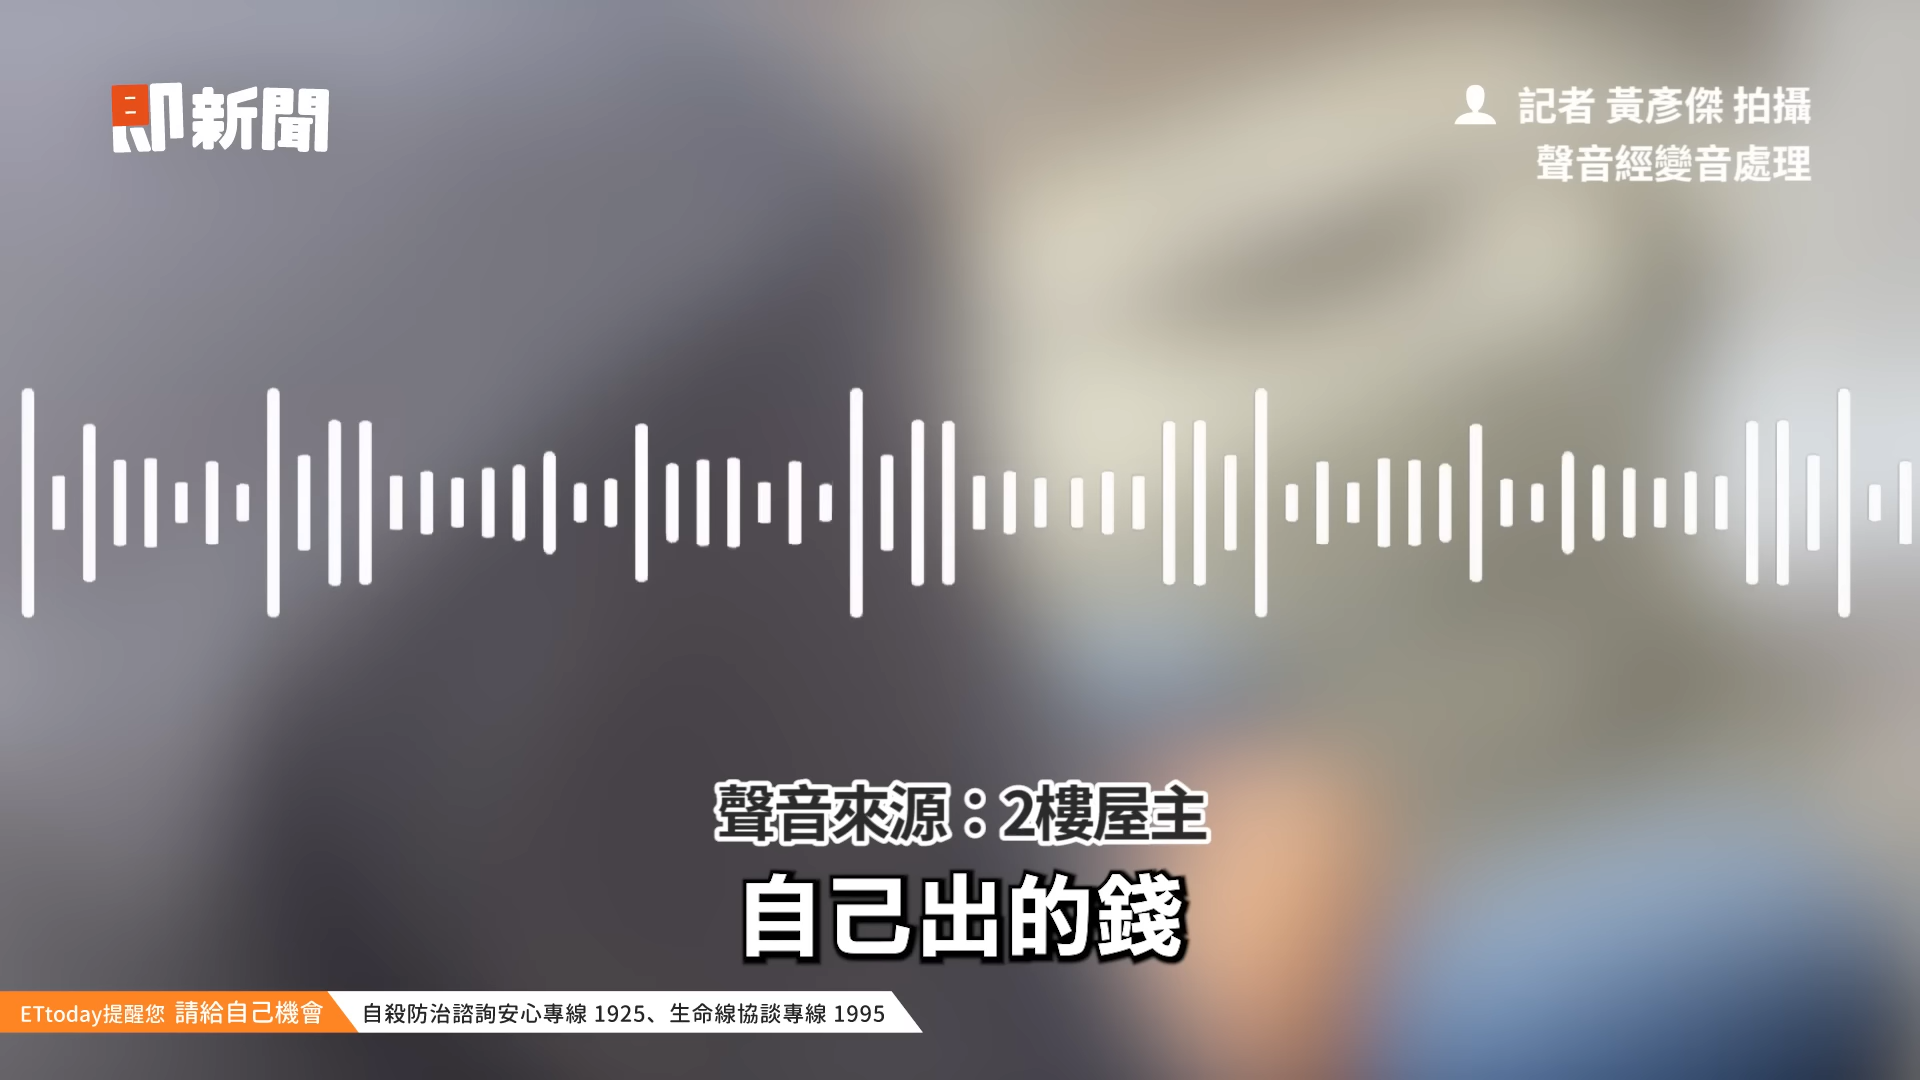 即新聞
記者 黃彥傑 拍攝
聲音經變音處理
聲音來源：2樓屋主
自己出的錢
ETtoday提醒您 請給自己機會 自殺防治諮詢安心專線 1925、生命線協談專線 1995